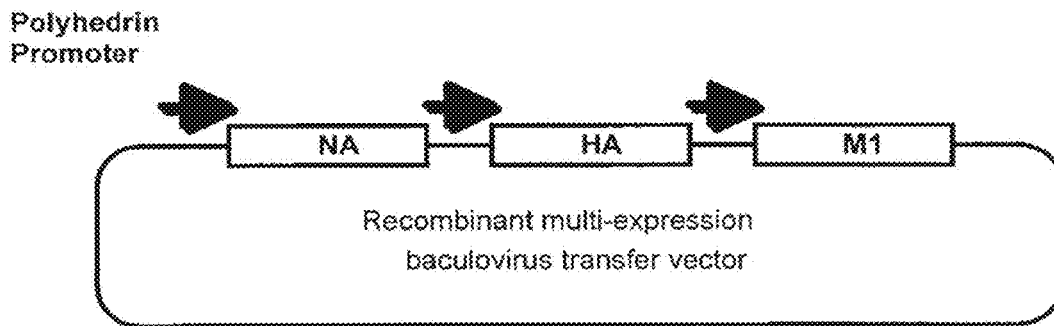 Polyhedrin
Promoter
NA
HA
M1
Recombinant multi-expression
baculovirus transfer vector